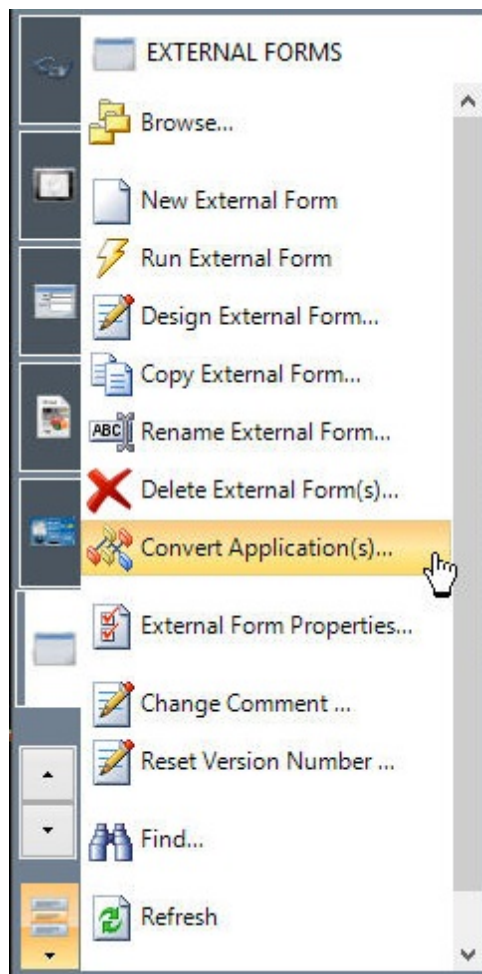 EXTERNAL FORMS
Browse...
New External Form
Run External Form
Design External Form...
Copy External Form...
ABC Rename External Form...
Delete External Form(s)...
Convert Application(s)...
External Form Properties...
Change Comment ...
Reset Version Number ...
Find...
Refresh